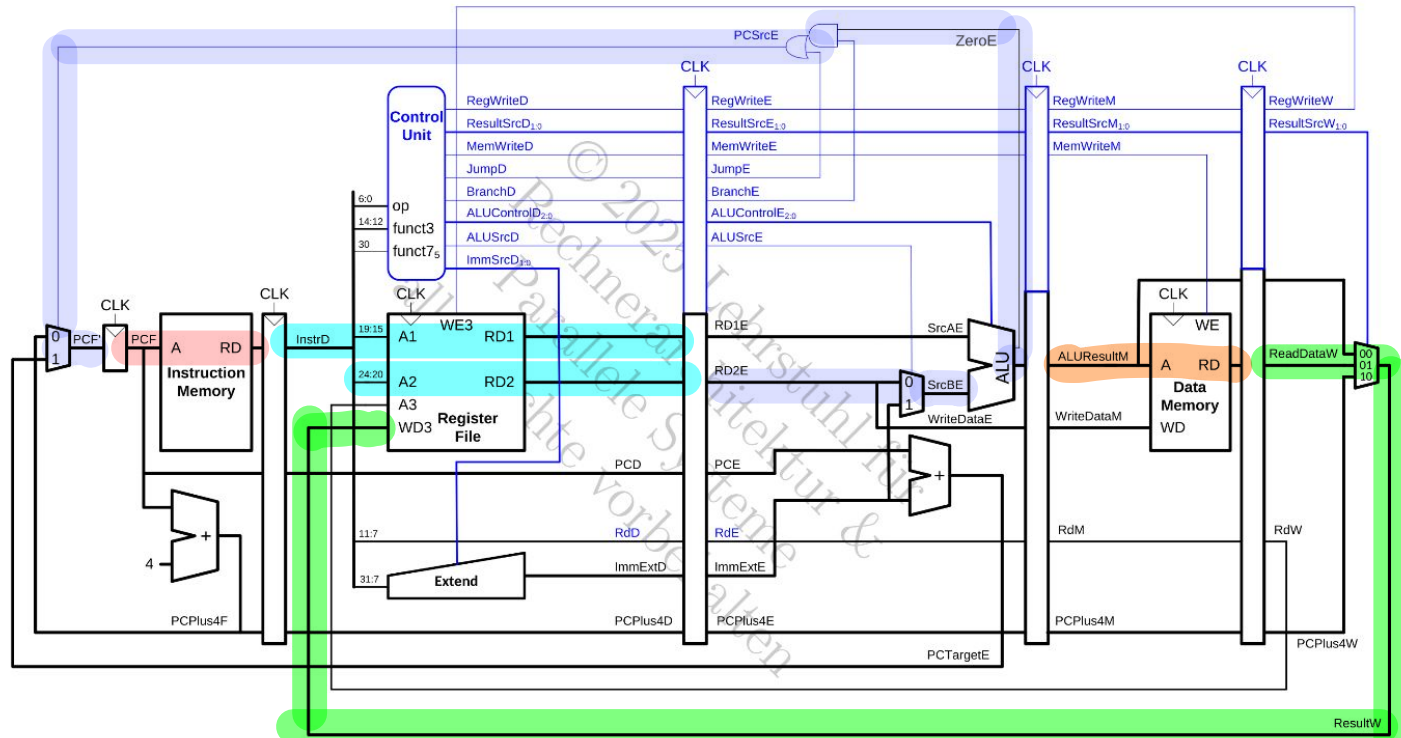 PCSrcE
ZeroE
CLK
CLK
CLK
Control
Unit
RegWriteD
RegWriteE
RegWriteM
RegWriteW
ResultSrcD1:0
ResultSrcE1:0
ResultSrcM1:0
ResultSrcW1:0
MemWriteD
MemWriteE
MemWriteM
JumpD
JumpE
BranchD
BranchE
6:0
op
14:12
funct3
ALUControlD2:0
ALUControlE2:0
30
funct75
ALUSrcD
ALUSrcE
ImmSrcD1:0
CLK
CLK
CLK
CLK
0
1
PCF'
PCF
A
RD
Instruction
Memory
InstrD
19:15
A1
WE3
RD1
RD1E
SrcAE
24:20
A2
RD2
RD2E
0
1
SrcBE
ALU
ALUResultM
A
WE
RD
Data
Memory
WD
ReadDataW
00
01
10
A3
WD3
Register
File
WriteDataE
WriteDataM
PCD
PCE
+
4
+
11:7
RdD
RdE
RdM
RdW
31:7
Extend
ImmExtD
ImmExtE
PCPlus4F
PCPlus4D
PCPlus4E
PCPlus4M
PCPlus4W
PCTargetE
ResultW
© 2025 Lehrstuhl für
Rechnerarchitektur &
Parallele Systeme
alle Rechte vorbehalten